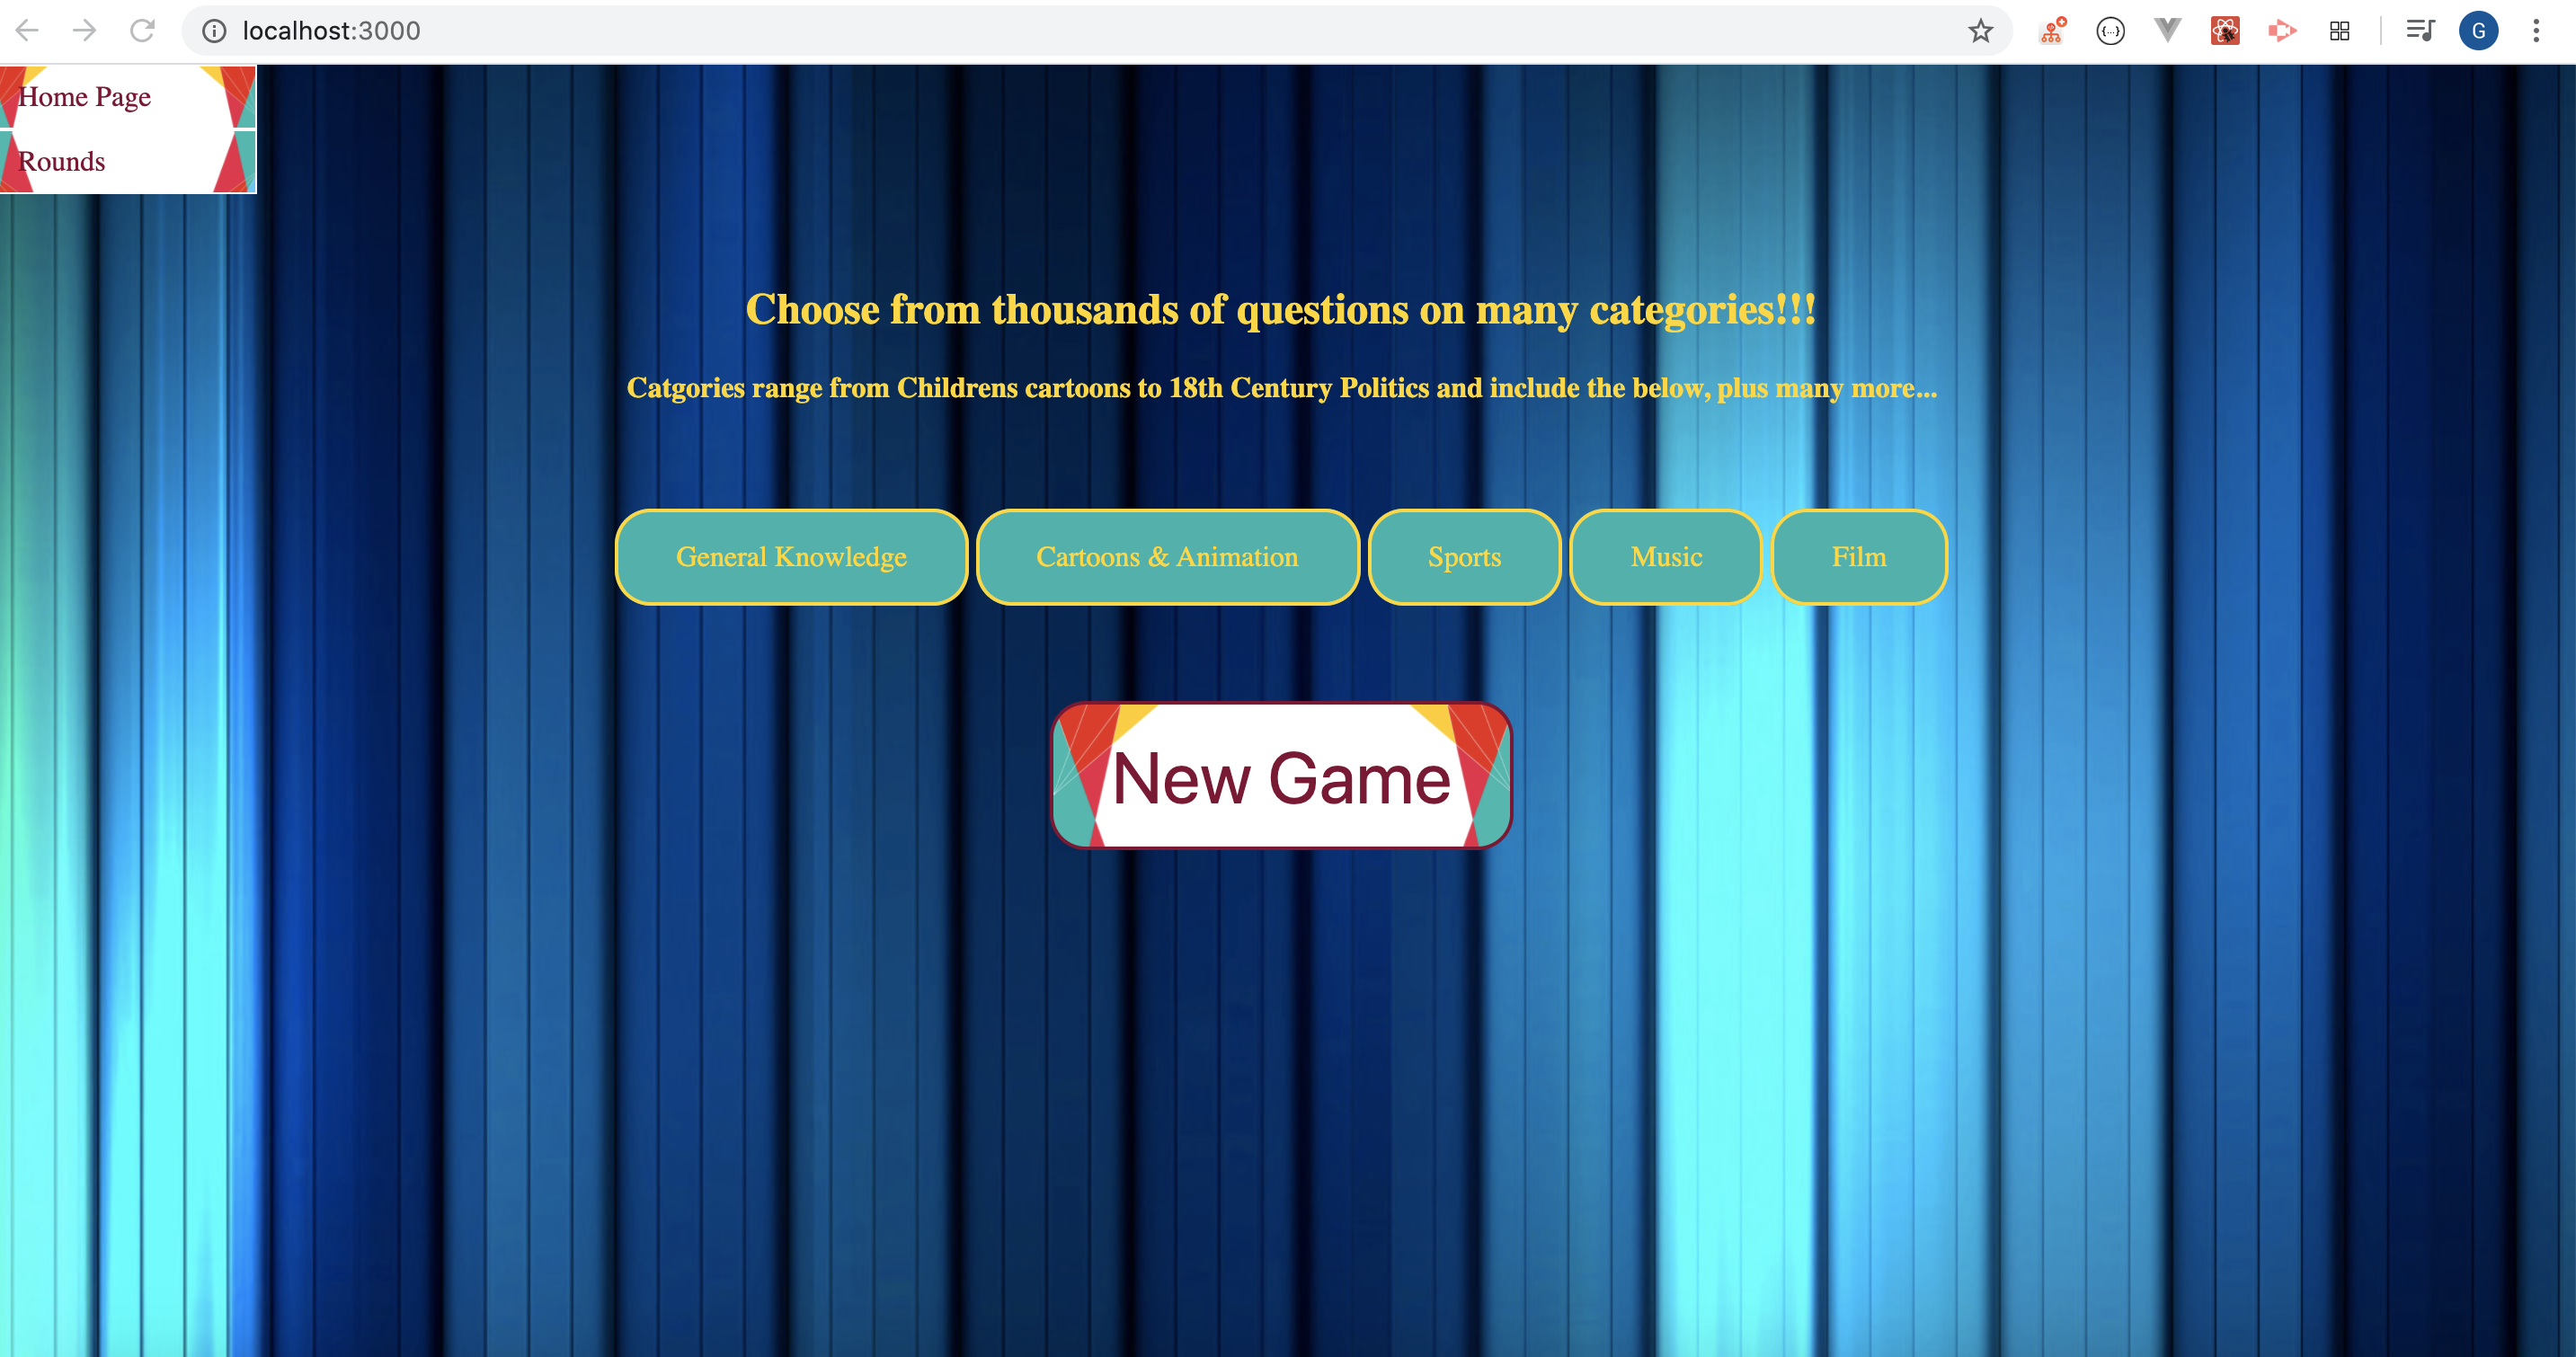 localhost:3000
G
Home Page
Rounds
Choose from thousands of questions on many categories!!!
Catgories range from Childrens cartoons to 18th Century Politics and include the below, plus many more...
General Knowledge Cartoons & Animation Sports Music Film
New Game